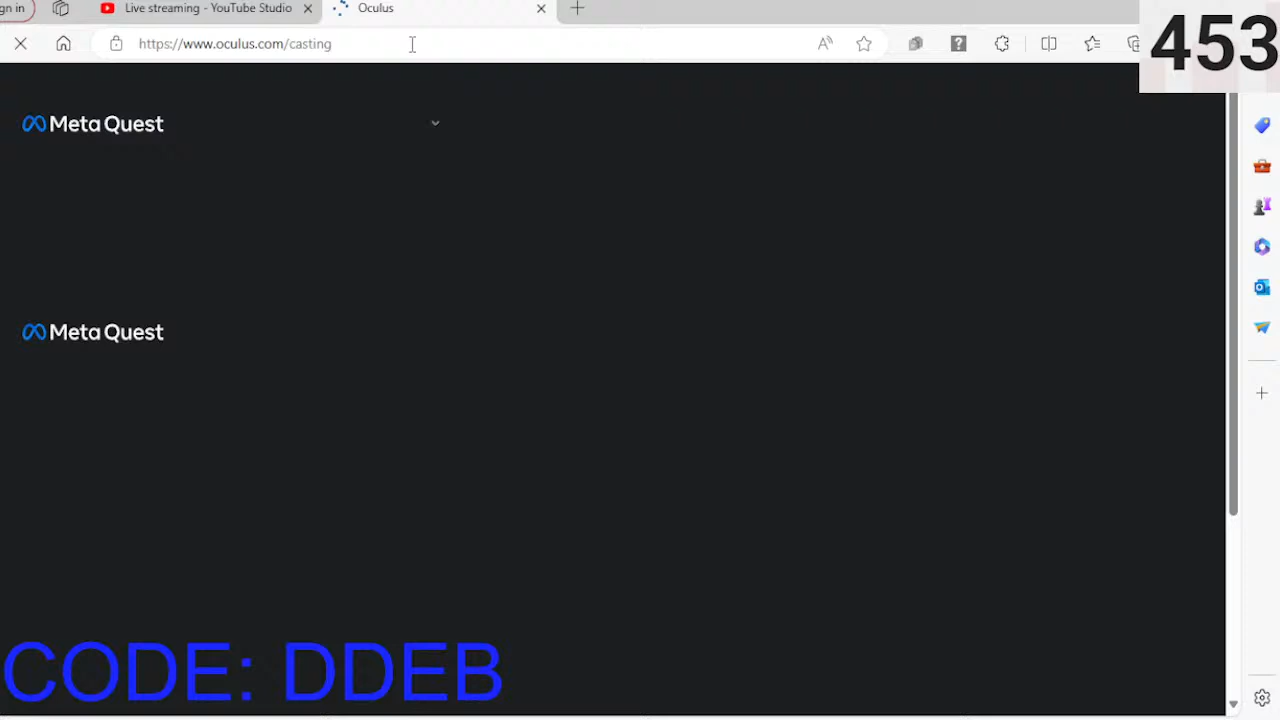 gn in
Live streaming - YouTube Studio
Oculus
https://www.oculus.com/casting
453
Meta Quest
Meta Quest
CODE: DDEB